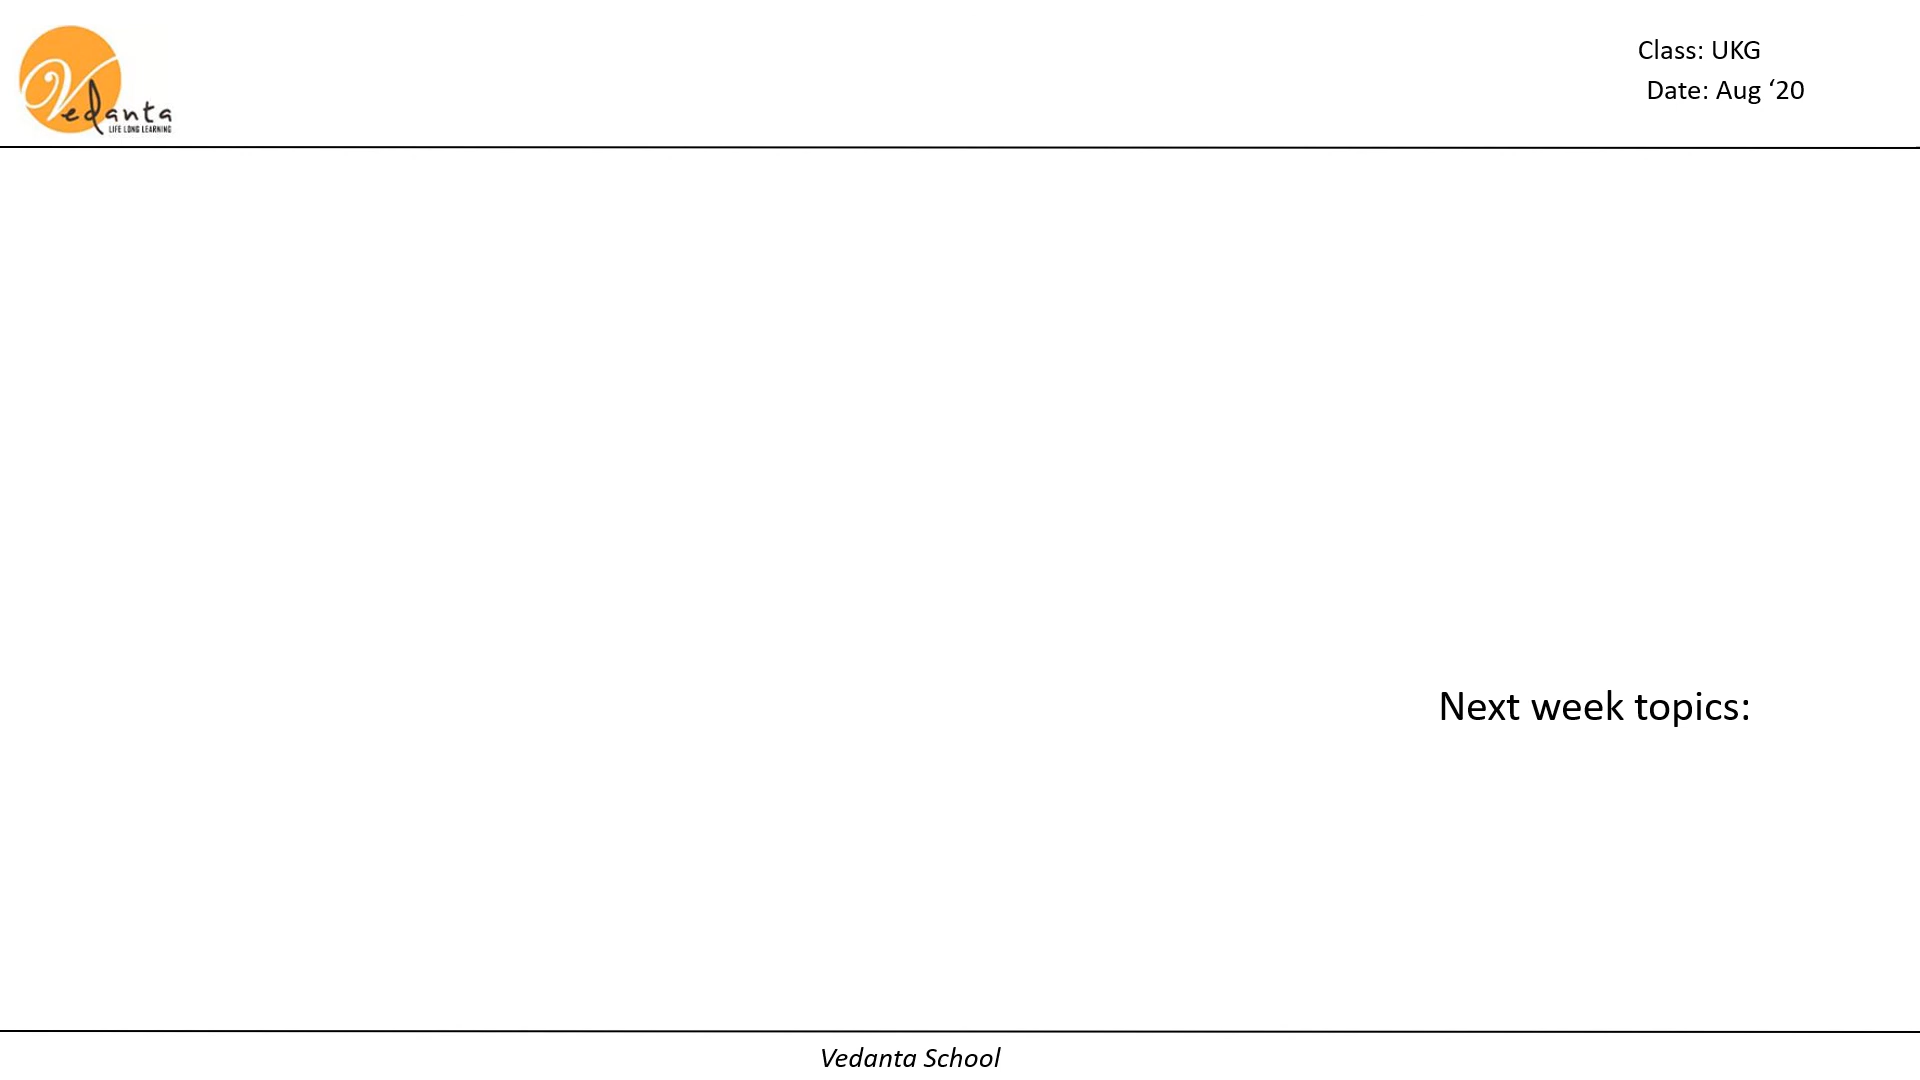 Vedanta
LIFE LONG LEARNING
Class: UKG
Date: Aug ‘20
Next week topics:
Vedanta School